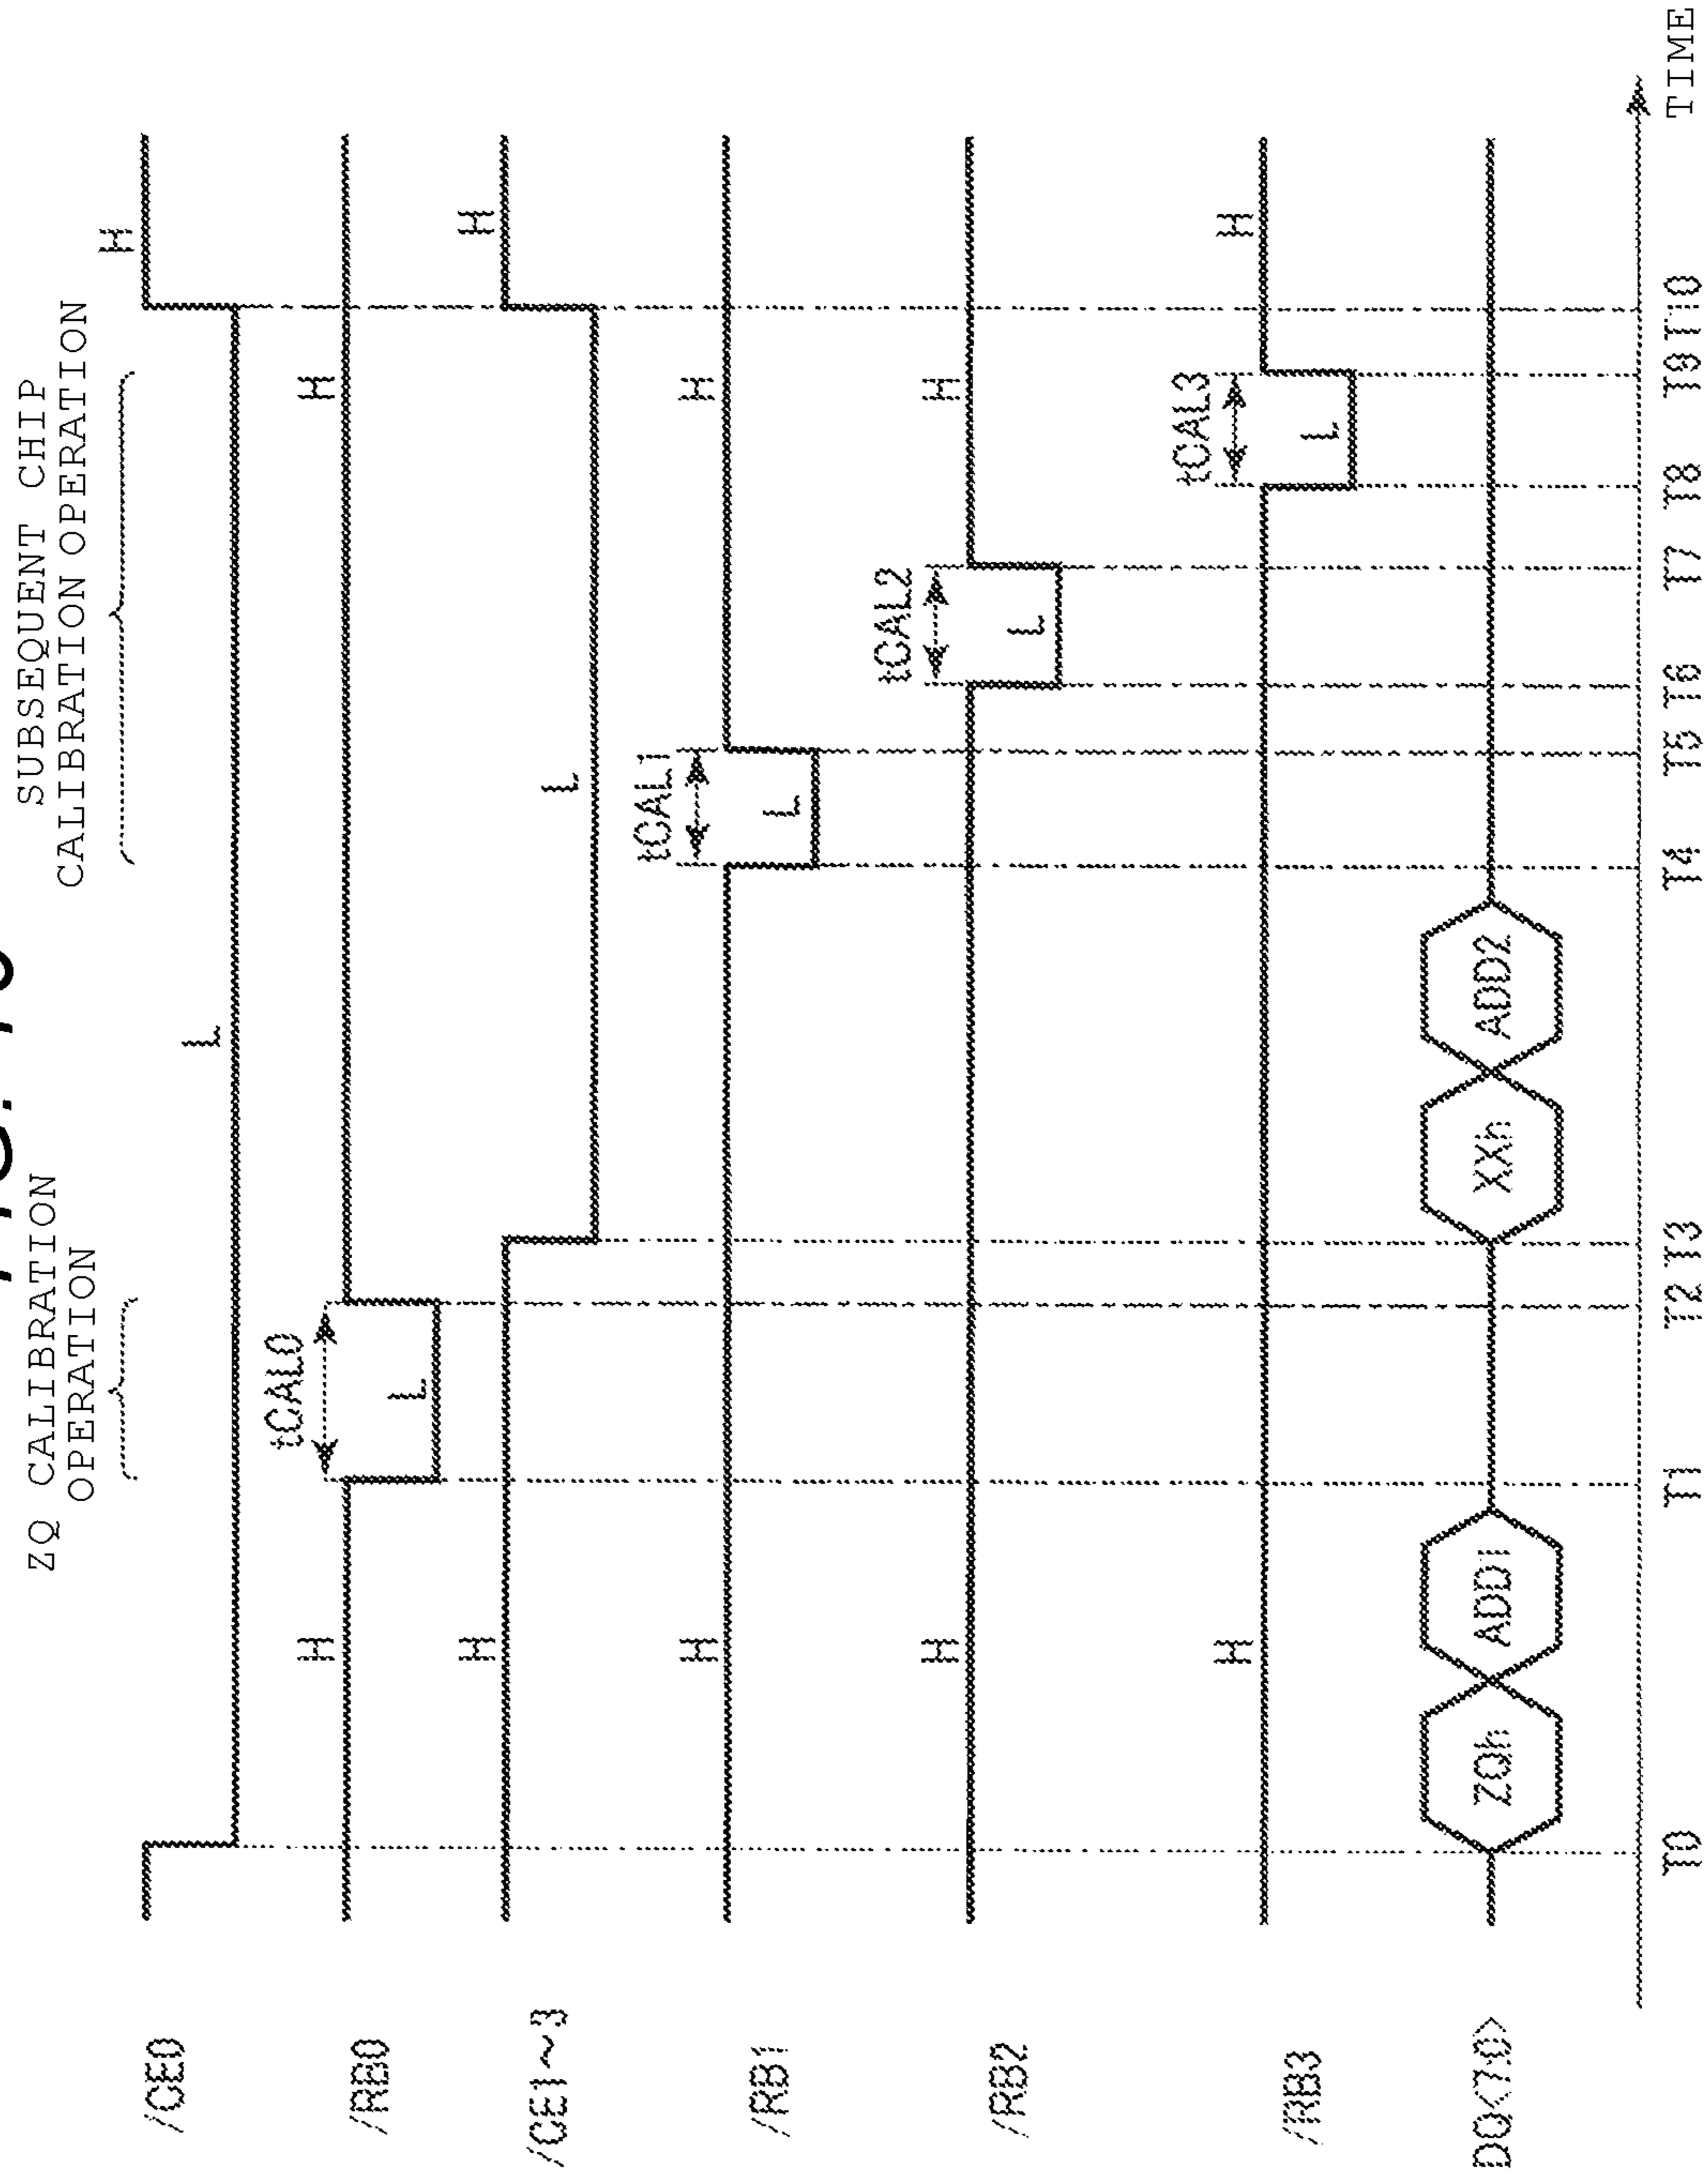 ZQ CALIBRATION
OPERATION
SUBSEQUENT CHIP
CALIBRATION OPERATION
/CE0 L H
tCAL0
/RB0 H L H
/CE1~3 H L H
tCAL1
/RB1 H L H
tCAL2
/RB2 H L H
tCAL3
/RB3 H L H
DQ<7:0> ZQh ADD1 XXh ADD2
T0 T1 T2 T3 T4 T5 T6 T7 T8 T9 T10
TIME